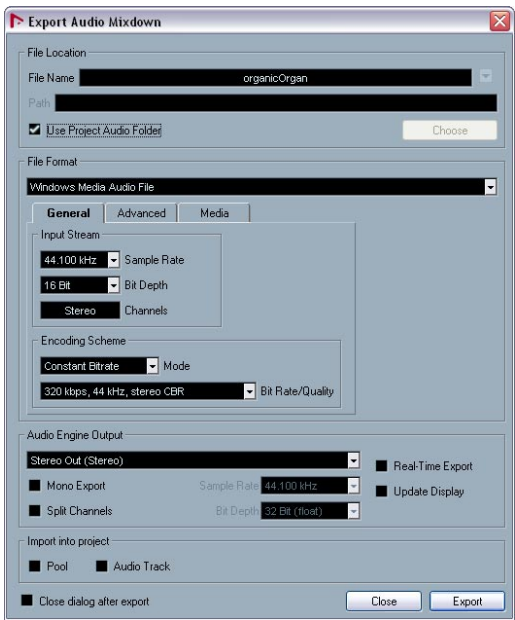 Export Audio Mixdown
File Location
File Name organicOrgan
Path
Use Project Audio Folder Choose
File Format
Windows Media Audio File
General Advanced Media
Input Stream
44.100 kHz Sample Rate
16 Bit Bit Depth
Stereo Channels
Encoding Scheme
Constant Bitrate Mode
320 kbps, 44 kHz, stereo CBR Bit Rate/Quality
Audio Engine Output
Stereo Out (Stereo) Real-Time Export
Mono Export Sample Rate 44.100 kHz Update Display
Split Channels Bit Depth 32 Bit (float)
Import into project
Pool Audio Track
Close dialog after export Close Export